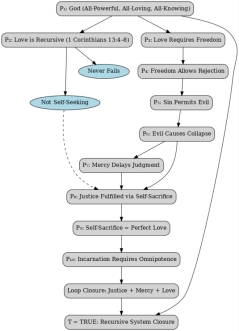 P₁: God (All-Powerful, All-Loving, All-Knowing)
P₂: Love is Recursive (1 Corinthians 13:4–8)
P₃: Love Requires Freedom
Never Fails
P₄: Freedom Allows Rejection
Not Self-Seeking
P₅: Sin Permits Evil
P₆: Evil Causes Collapse
P₇: Mercy Delays Judgment
P₈: Justice Fulfilled via Self-Sacrifice
P₉: Self-Sacrifice = Perfect Love
P₁₀: Incarnation Requires Omnipotence
Loop Closure: Justice + Mercy + Love
T = TRUE: Recursive System Closure